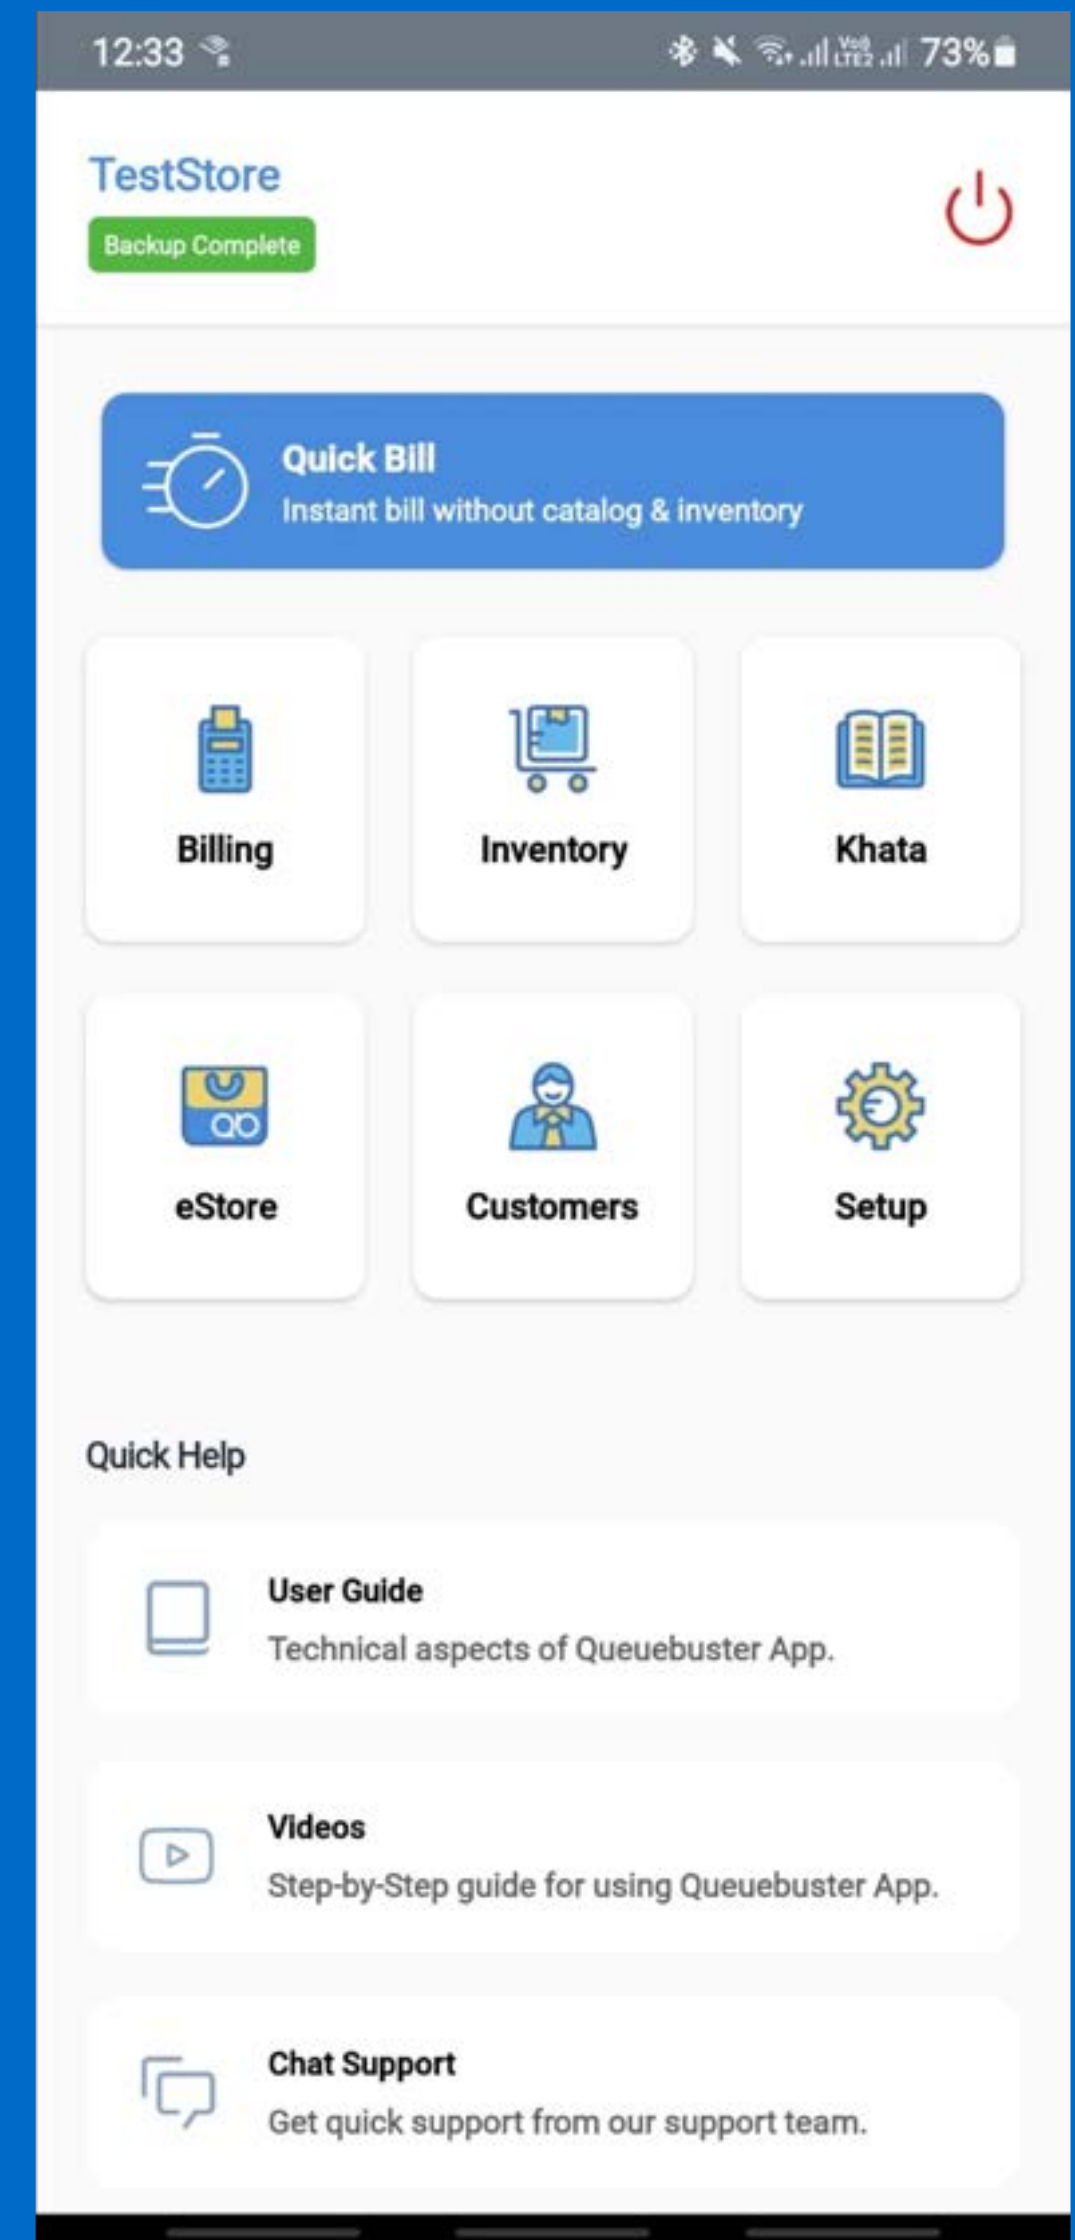 12:33
73%
TestStore
Backup Complete
Quick Bill
Instant bill without catalog & inventory
Billing
Inventory
Khata
eStore
Customers
Setup
Quick Help
User Guide
Technical aspects of Queuebuster App.
Videos
Step-by-Step guide for using Queuebuster App.
Chat Support
Get quick support from our support team.